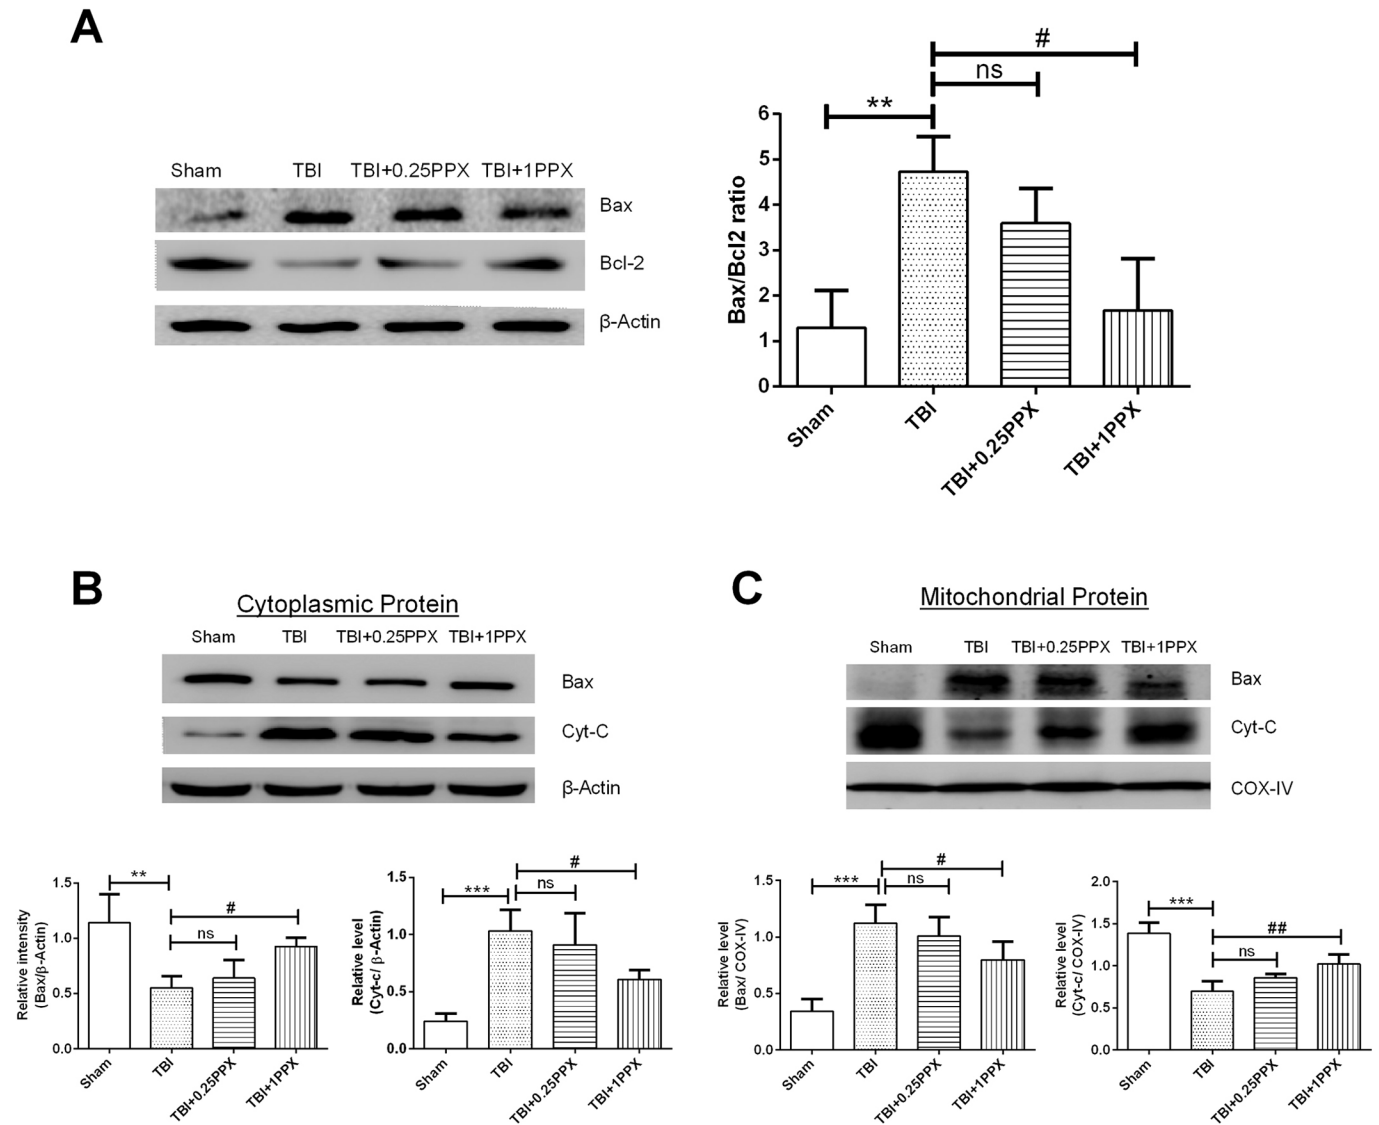 A
Sham TBI TBI+0.25PPX TBI+1PPX
Bax
Bcl-2
β-Actin
#
ns
**
6
5
4
3
2
1
0
Bax/Bcl2 ratio
Sham
TBI
TBI+0.25PPX
TBI+1PPX
B
Cytoplasmic Protein
Sham TBI TBI+0.25PPX TBI+1PPX
Bax
Cyt-C
β-Actin
Relative intensity
(Bax/β-Actin)
1.5
1.0
0.5
0.0
**
#
ns
Sham
TBI
TBI+0.25PPX
TBI+1PPX
Relative level
(Cyt-c/ β-Actin)
1.5
1.0
0.5
0.0
#
***
ns
Sham
TBI
TBI+0.25PPX
TBI+1PPX
C
Mitochondrial Protein
Sham TBI TBI+0.25PPX TBI+1PPX
Bax
Cyt-C
COX-IV
Relative level
(Bax/ COX-IV)
1.5
1.0
0.5
0.0
#
***
ns
Sham
TBI
TBI+0.25PPX
TBI+1PPX
Relative level
(Cyt-c/ COX-IV)
2.0
1.5
1.0
0.5
0.0
***
##
ns
Sham
TBI
TBI+0.25PPX
TBI+1PPX